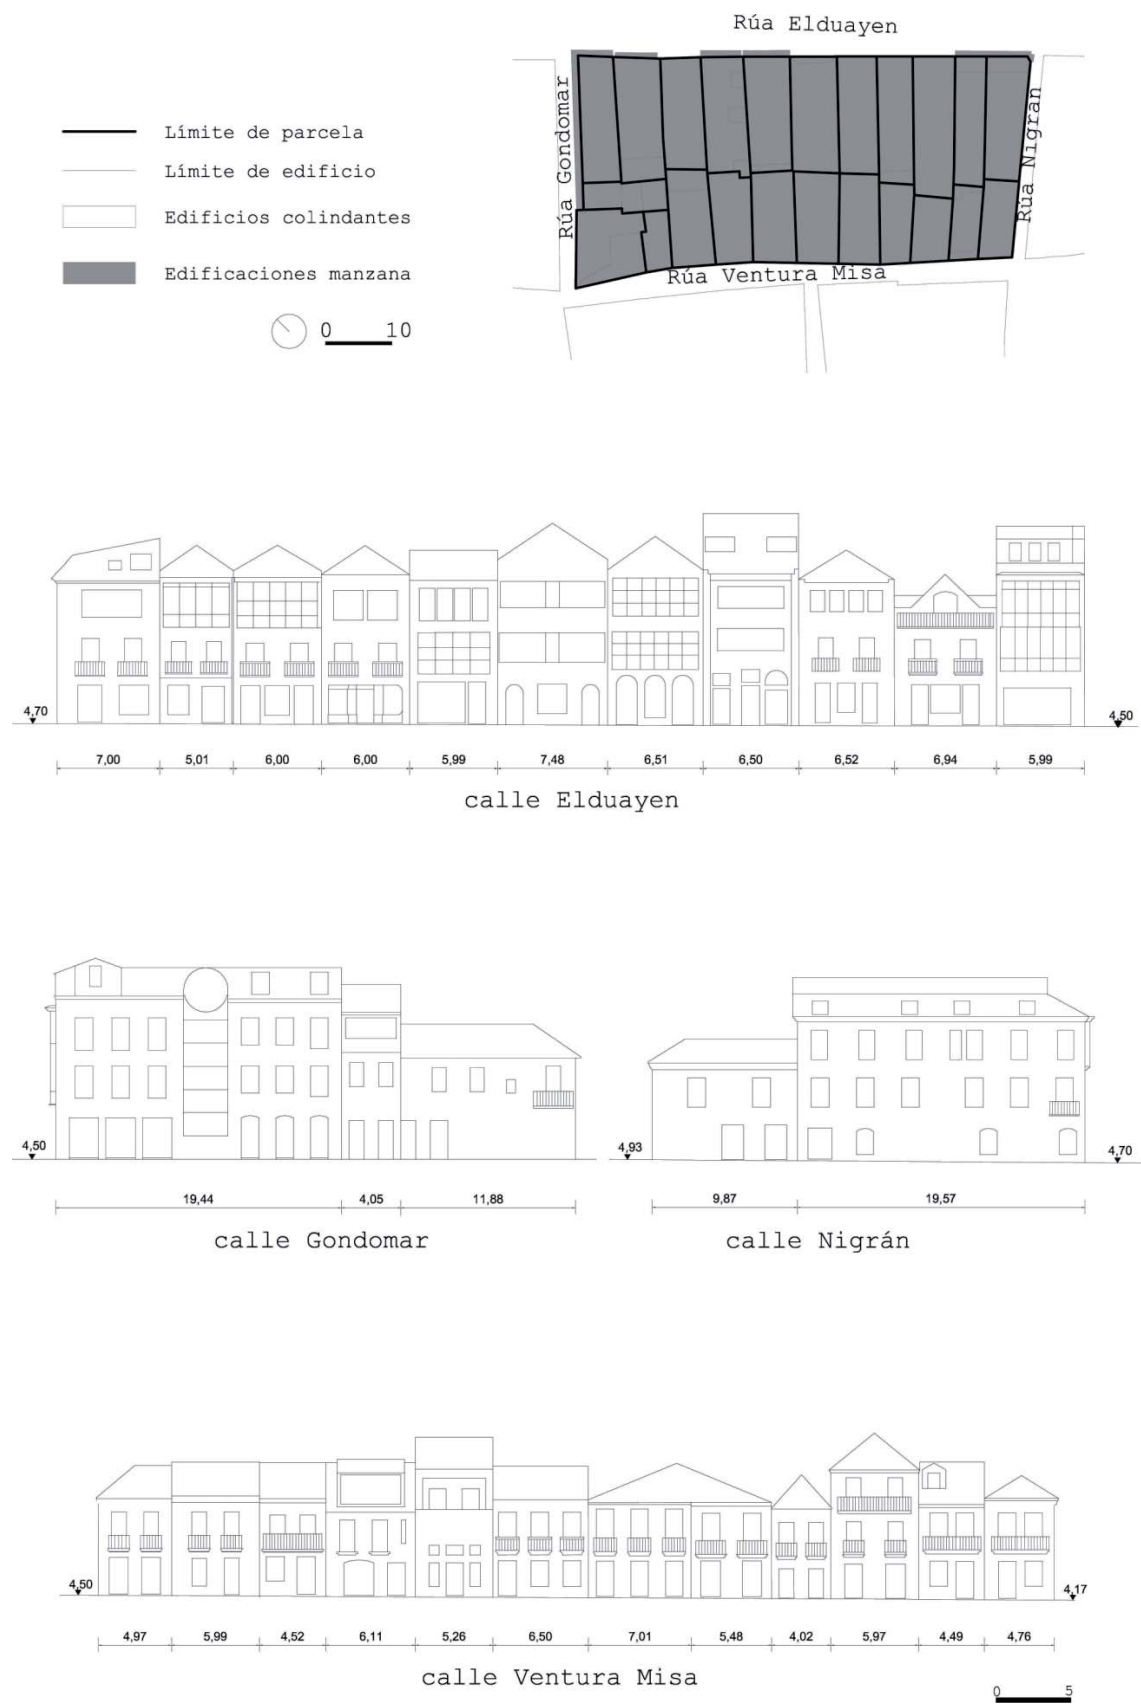 Rúa Elduayen
Rúa Gondomar
Rúa Nigran
Rúa Ventura Misa
Límite de parcela
Límite de edificio
Edificios colindantes
Edificaciones manzana
0 10
4,70 4,50
7,00 5,01 6,00 6,00 5,99 7,48 6,51 6,50 6,52 6,94 5,99
calle Elduayen
4,50
19,44 4,05 11,88
calle Gondomar
4,93 4,70
9,87 19,57
calle Nigrán
4,50 4,17
4,97 5,99 4,52 6,11 5,26 6,50 7,01 5,48 4,02 5,97 4,49 4,76
calle Ventura Misa
0 5